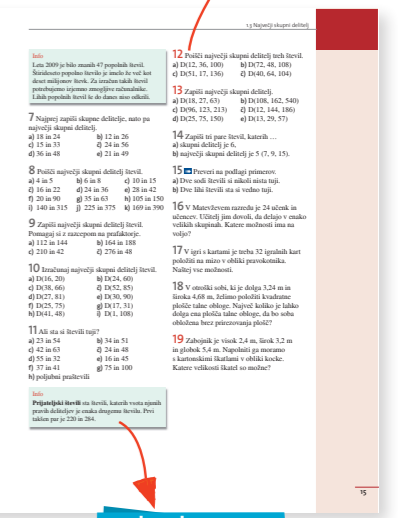 1.3 Največji skupni delitelj
Info
Leta 2009 je bilo znanih 47 popolnih števil.
Štirideseto popolno število je imelo že več kot
deset milijonov števk. Za izračun takih števil
potrebujemo izjemno zmogljive računalnike.
Lihih popolnih števil še do danes niso odkrili.
7 Najprej zapiši skupne delitelje, nato pa
največji skupni delitelj.
a) 18 in 24 b) 12 in 26
c) 15 in 33 č) 24 in 56
d) 36 in 48 e) 21 in 49
8 Poišči največji skupni delitelj števil.
a) 4 in 5 b) 6 in 8 c) 10 in 15
č) 16 in 22 d) 24 in 36 e) 28 in 42
f) 20 in 90 g) 35 in 63 h) 105 in 150
i) 140 in 315 j) 225 in 375 k) 169 in 390
9 Zapiši največji skupni delitelj števil.
Pomagaj si z razcepom na prafaktorje.
a) 112 in 144 b) 164 in 188
c) 210 in 42 č) 276 in 48
10 Izračunaj največji skupni delitelj števil.
a) D(16, 20) b) D(24, 60)
c) D(38, 66) č) D(52, 85)
d) D(27, 81) e) D(30, 90)
f) D(25, 75) g) D(17, 31)
h) D(41, 48) i) D(1, 108)
11 Ali sta si števili tuji?
a) 23 in 54 b) 34 in 51
c) 42 in 63 č) 24 in 48
d) 55 in 32 e) 16 in 45
f) 37 in 41 g) 75 in 100
h) poljubni praštevili
Info
Prijateljski števili sta števili, katerih vsota njunih
pravih deliteljev je enaka drugemu številu. Prvi
takšen par je 220 in 284.
12 Poišči največji skupni delitelj treh števil.
a) D(12, 36, 100) b) D(72, 48, 108)
c) D(51, 17, 136) č) D(40, 64, 104)
13 Zapiši največji skupni delitelj.
a) D(18, 27, 63) b) D(108, 162, 540)
c) D(96, 123, 213) č) D(12, 144, 186)
d) D(25, 75, 150) d) D(13, 29, 57)
14 Zapiši tri pare števil, katerih …
a) skupni delitelj je 6,
b) največji skupni delitelj je 5 (7, 9, 15).
15 Preveri na podlagi primerov.
a) Dve sodi števili si nikoli nista tuji.
b) Dve lihi števili sta si vedno tuji.
16 V Matevževem razredu je 24 učenk in
učencev. Učitelj jim dovoli, da delajo v enako
velikih skupinah. Katere možnosti ima na
voljo?
17 V igri s kartami je treba 32 igralnih kart
položiti na mizo v obliki pravokotnika.
Naštej vse možnosti.
18 V otroški sobi, ki je dolga 3,24 m in
široka 4,68 m, želimo položiti kvadratne
plošče talne obloge. Največ koliko je lahko
dolga ena plošča talne obloge, da bo soba
obložena brez prirezovanja plošč?
19 Zabojnik je visok 2,4 m, širok 3,2 m
in globok 5,4 m. Napolniti ga moramo
s kartonskimi škatlami v obliki kocke.
Katere velikosti škatel so možne?
15